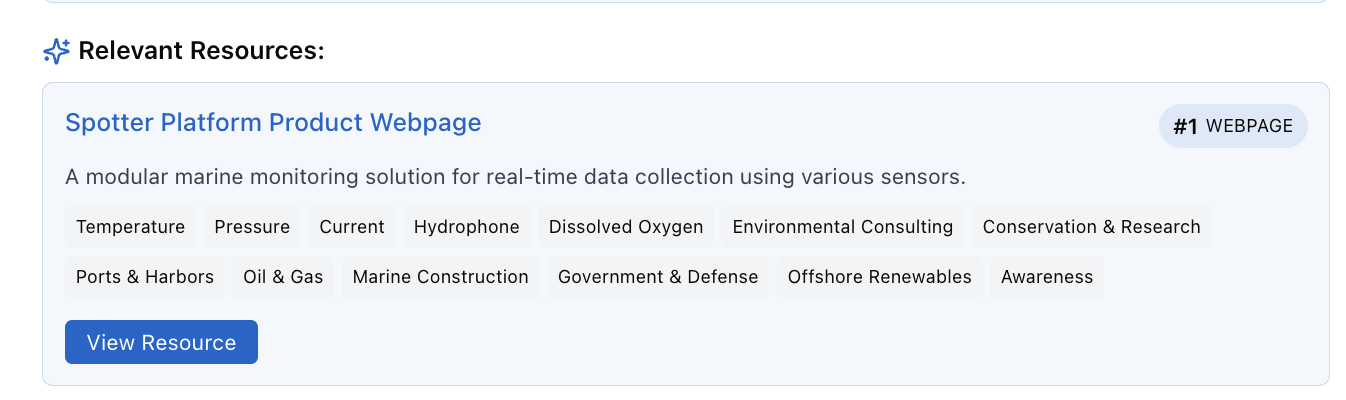 Relevant Resources:
Spotter Platform Product Webpage
#1 WEBPAGE
A modular marine monitoring solution for real-time data collection using various sensors.
Temperature Pressure Current Hydrophone Dissolved Oxygen Environmental Consulting Conservation & Research
Ports & Harbors Oil & Gas Marine Construction Government & Defense Offshore Renewables Awareness
View Resource